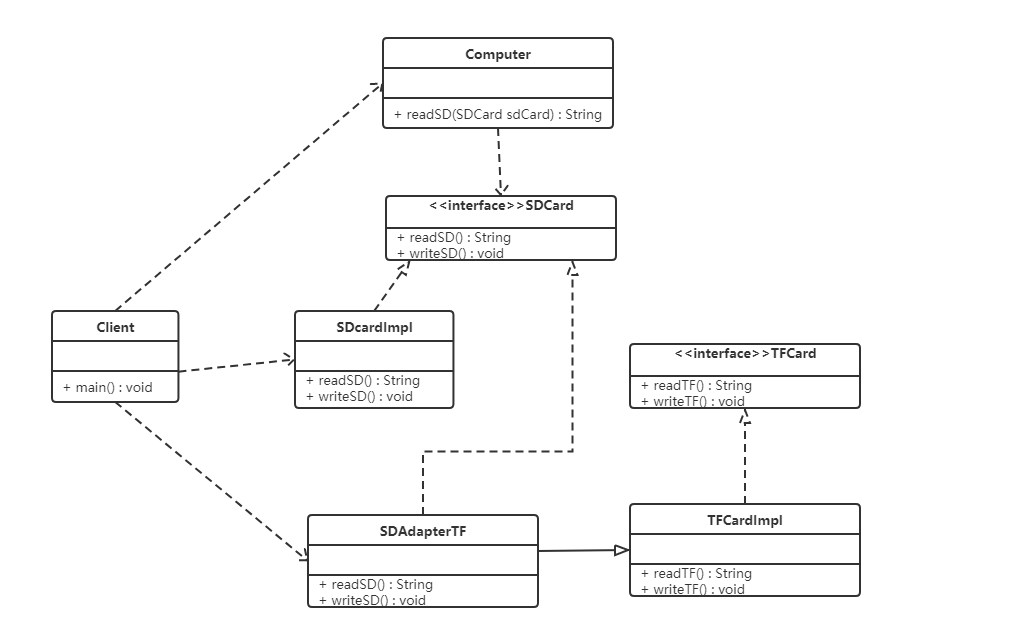 Computer
+ readSD(SDCard sdCard) : String
<<interface>>SDCard
+ readSD() : String
+ writeSD() : void
Client
+ main() : void
SDcardImpl
+ readSD() : String
+ writeSD() : void
<<interface>>TFCard
+ readTF() : String
+ writeTF() : void
SDAdapterTF
+ readSD() : String
+ writeSD() : void
TFCardImpl
+ readTF() : String
+ writeTF() : void